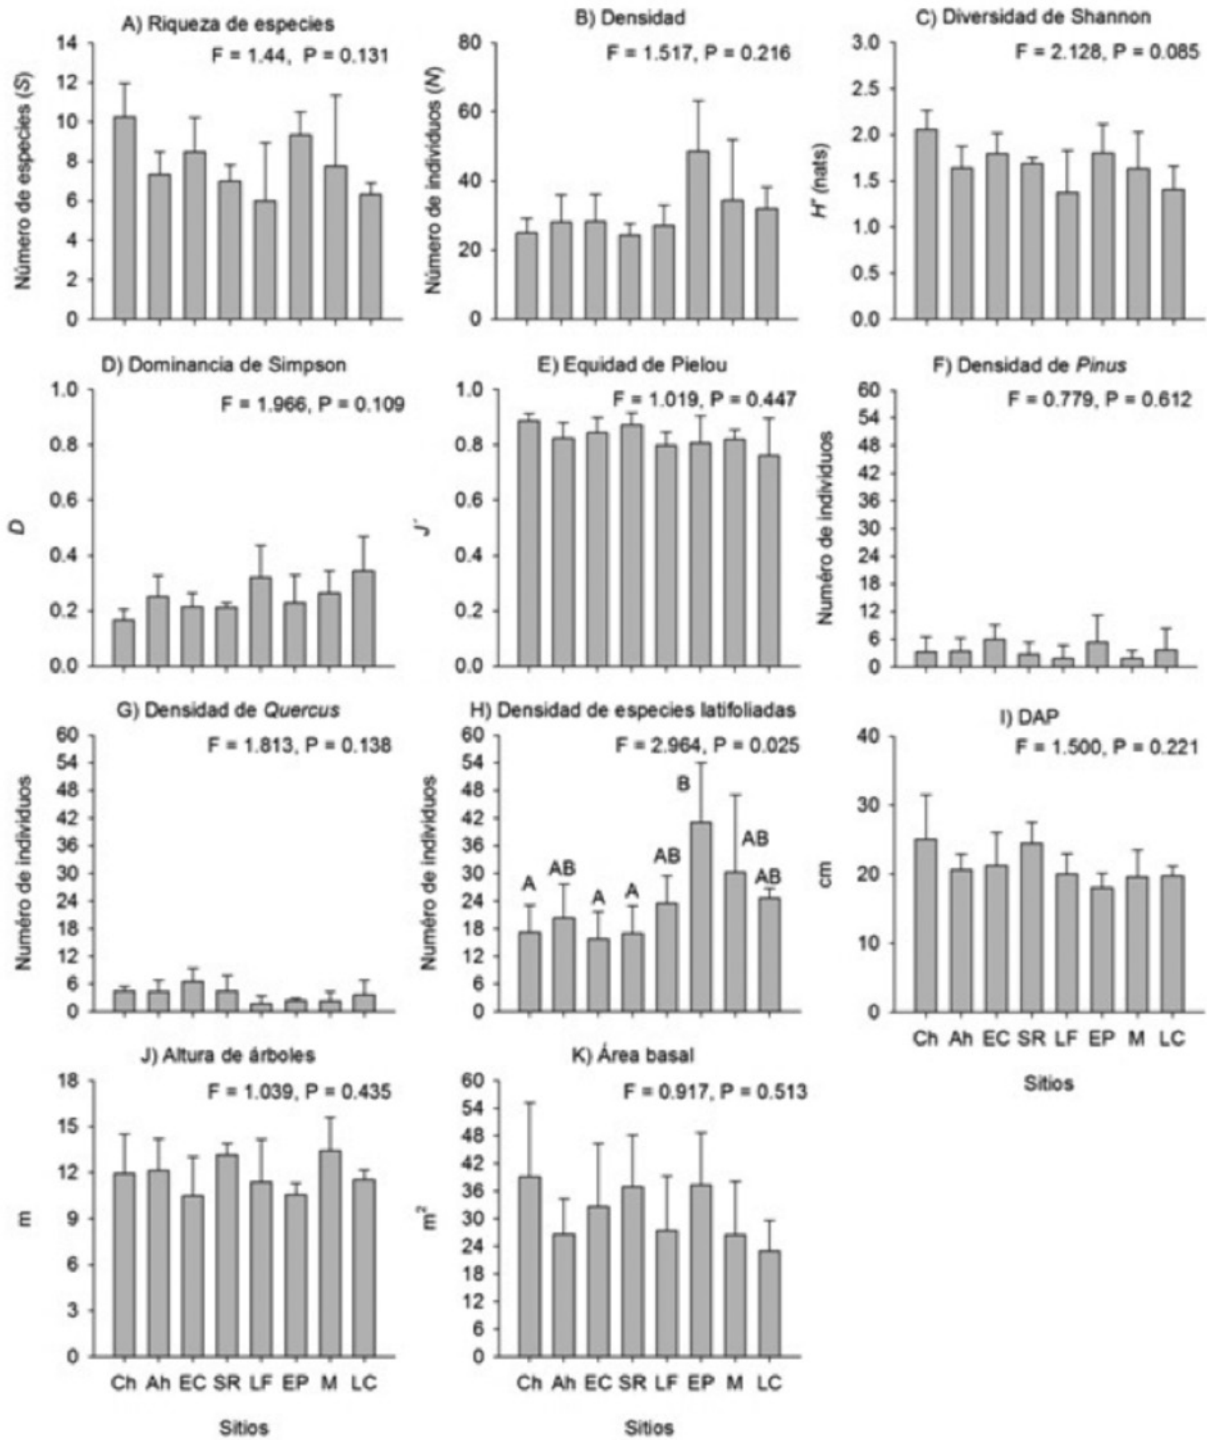 A) Riqueza de especies
F = 1.44, P = 0.131
Número de especies (S)
14
12
10
8
6
4
2
0
B) Densidad
F = 1.517, P = 0.216
Número de individuos (N)
80
60
40
20
0
C) Diversidad de Shannon
F = 2.128, P = 0.085
H' (nats)
3.0
2.5
2.0
1.5
1.0
0.5
0.0
D) Dominancia de Simpson
F = 1.966, P = 0.109
D
1.0
0.8
0.6
0.4
0.2
0.0
E) Equidad de Pielou
F = 1.019, P = 0.447
J´
1.0
0.8
0.6
0.4
0.2
0.0
F) Densidad de Pinus
F = 0.779, P = 0.612
Numéro de individuos
60
54
48
42
36
30
24
18
12
6
0
G) Densidad de Quercus
F = 1.813, P = 0.138
Numéro de individuos
60
54
48
42
36
30
24
18
12
6
0
H) Densidad de especies latifoliadas
F = 2.964, P = 0.025
Numéro de individuos
60
54
48
42
36
30
24
18
12
6
0
A AB A A AB B AB AB
I) DAP
F = 1.500, P = 0.221
cm
40
30
20
10
0
Ch Ah EC SR LF EP M LC
Sitios
J) Altura de árboles
F = 1.039, P = 0.435
m
18
15
12
9
6
3
0
Ch Ah EC SR LF EP M LC
Sitios
K) Área basal
F = 0.917, P = 0.513
m²
60
54
48
42
36
30
24
18
12
6
0
Ch Ah EC SR LF EP M LC
Sitios